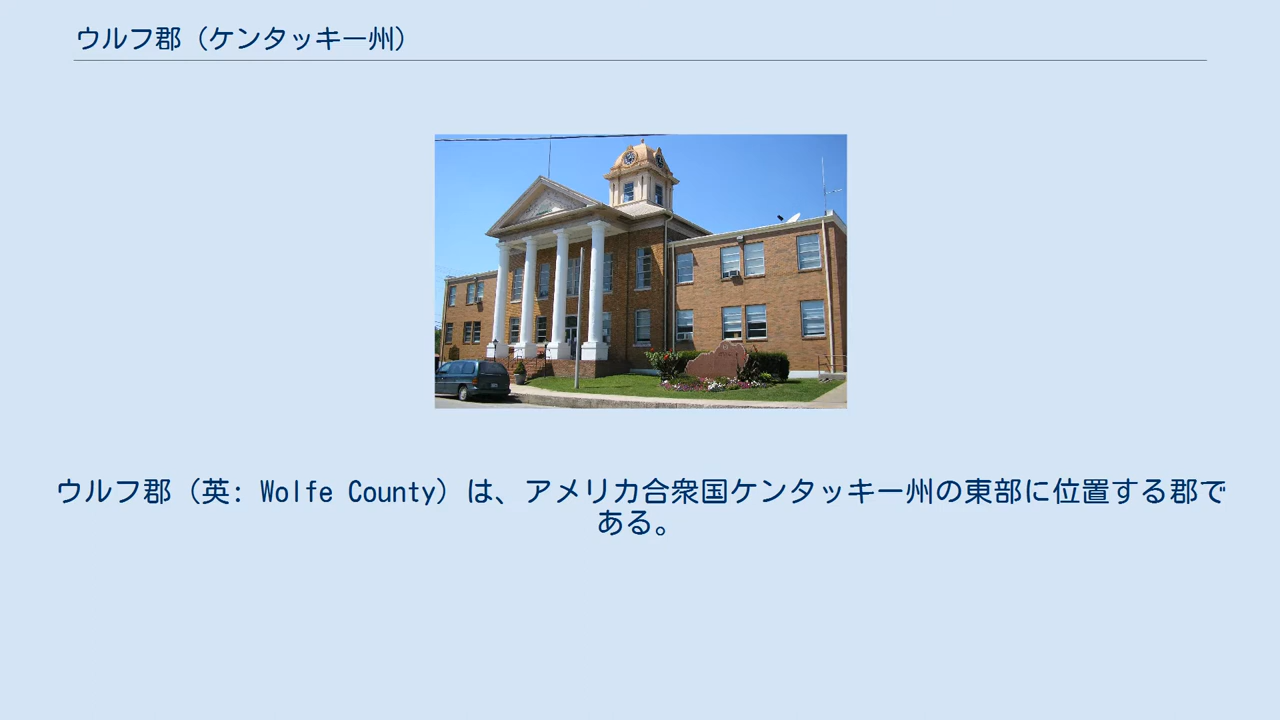 ウルフ郡（ケンタッキー州）
ウルフ郡（英: Wolfe County）は、アメリカ合衆国ケンタッキー州の東部に位置する郡で
ある。